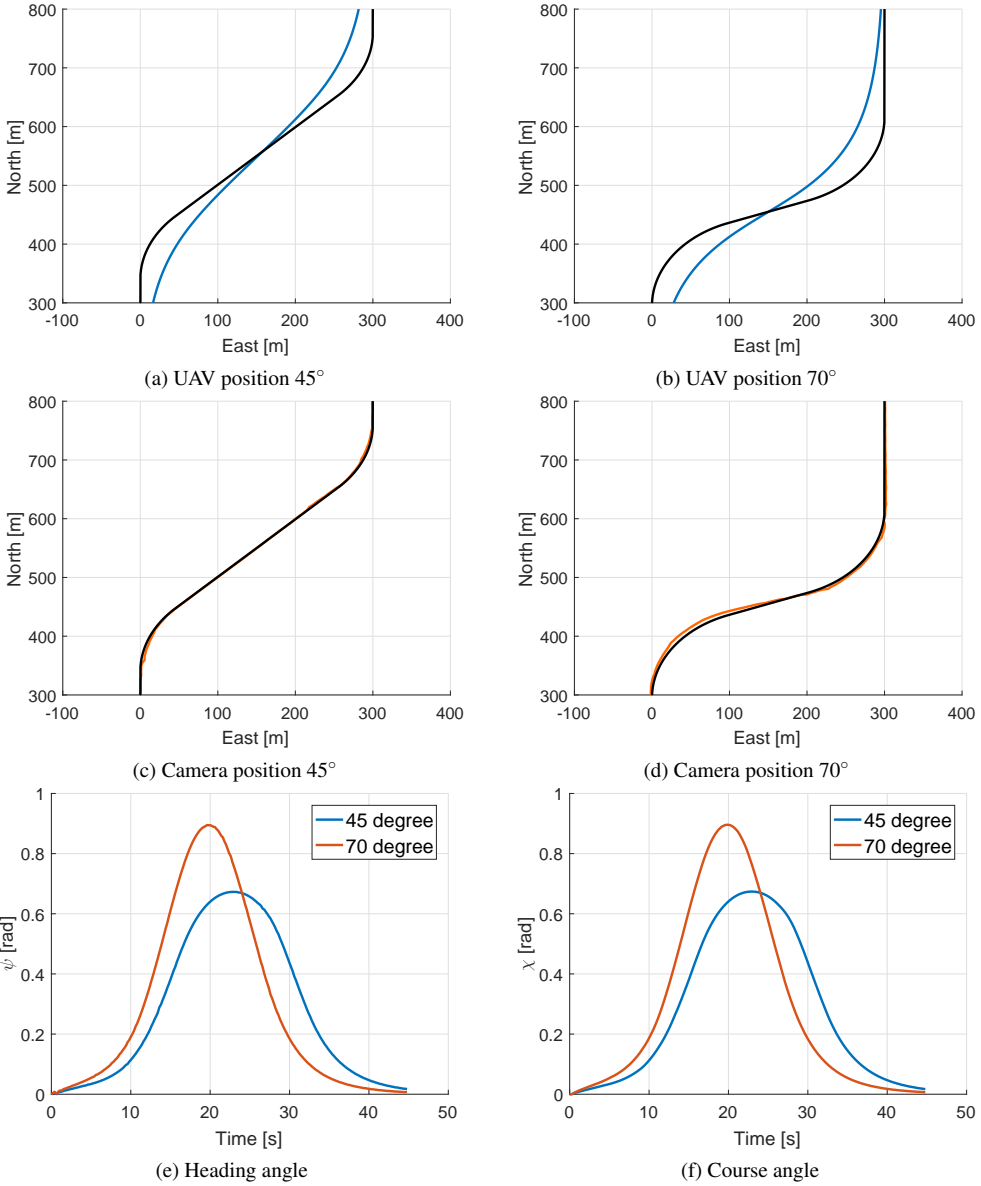 800
700
600
500
400
300
-100 0 100 200 300 400
North [m]
East [m]
(a) UAV position 45°
800
700
600
500
400
300
-100 0 100 200 300 400
North [m]
East [m]
(b) UAV position 70°
800
700
600
500
400
300
-100 0 100 200 300 400
North [m]
East [m]
(c) Camera position 45°
800
700
600
500
400
300
-100 0 100 200 300 400
North [m]
East [m]
(d) Camera position 70°
1
0.8
0.6
0.4
0.2
0
0 10 20 30 40 50
ψ [rad]
Time [s]
45 degree
70 degree
(e) Heading angle
1
0.8
0.6
0.4
0.2
0
0 10 20 30 40 50
χ [rad]
Time [s]
45 degree
70 degree
(f) Course angle